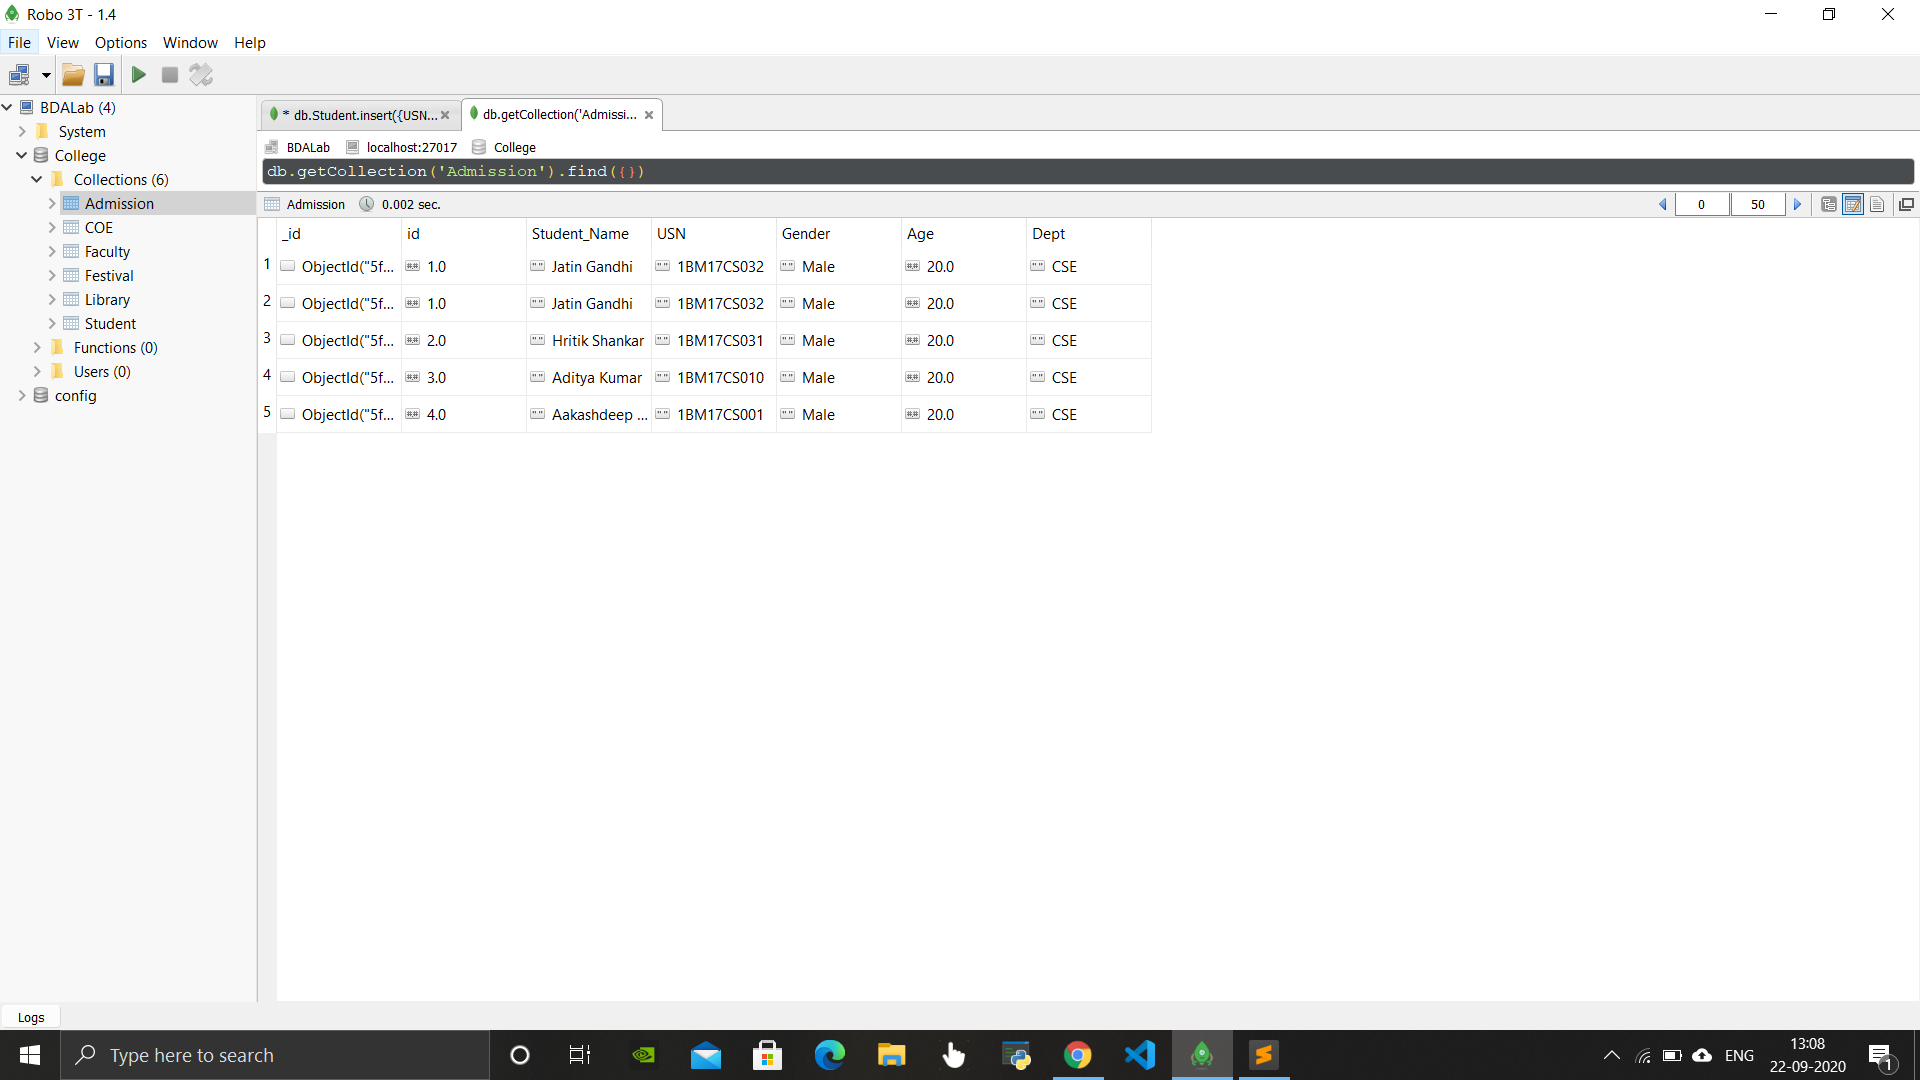 Robo 3T - 1.4
File View Options Window Help
BDALab (4)
System
College
Collections (6)
Admission
COE
Faculty
Festival
Library
Student
Functions (0)
Users (0)
config
* db.Student.insert({USN... db.getCollection('Admissi...
BDALab localhost:27017 College
db.getCollection('Admission').find({})
Admission 0.002 sec. 0 50
_id id Student_Name USN Gender Age Dept
1 ObjectId("5f... 1.0 Jatin Gandhi 1BM17CS032 Male 20.0 CSE
2 ObjectId("5f... 1.0 Jatin Gandhi 1BM17CS032 Male 20.0 CSE
3 ObjectId("5f... 2.0 Hritik Shankar 1BM17CS031 Male 20.0 CSE
4 ObjectId("5f... 3.0 Aditya Kumar 1BM17CS010 Male 20.0 CSE
5 ObjectId("5f... 4.0 Aakashdeep ... 1BM17CS001 Male 20.0 CSE
Logs
Type here to search
ENG
13:08
22-09-2020
1